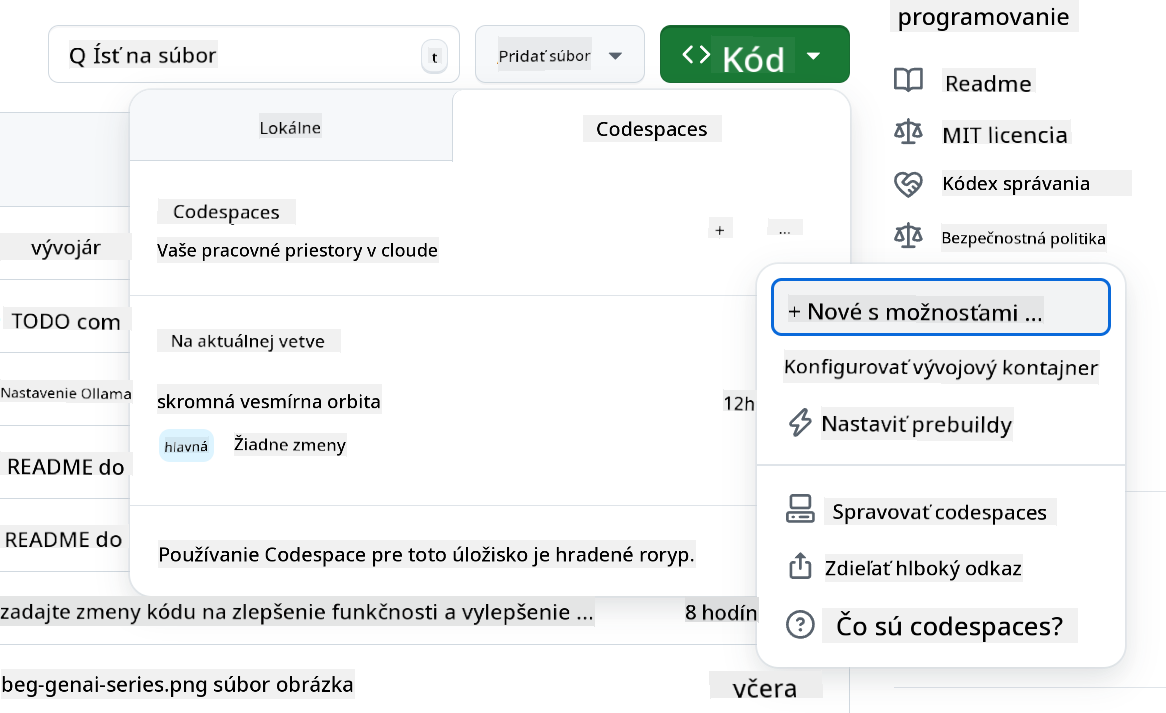 programovanie
Q Ísť na súbor
t
Pridať súbor
Kód
Readme
MIT licencia
Kódex správania
Bezpečnostná politika
Lokálne
Codespaces
Codespaces
Vaše pracovné priestory v cloude
+
...
vývojár
TODO com
Nastavenie Ollama
README do
README do
Na aktuálnej vetve
skromná vesmírna orbita
12h
hlavná
Žiadne zmeny
Používanie Codespace pre toto úložisko je hradené roryp.
+ Nové s možnosťami ...
Konfigurovať vývojový kontajner
Nastaviť prebuildy
Spravovať codespaces
Zdieľať hlboký odkaz
Čo sú codespaces?
zadajte zmeny kódu na zlepšenie funkčnosti a vylepšenie ...
8 hodín
beg-genai-series.png súbor obrázka
včera